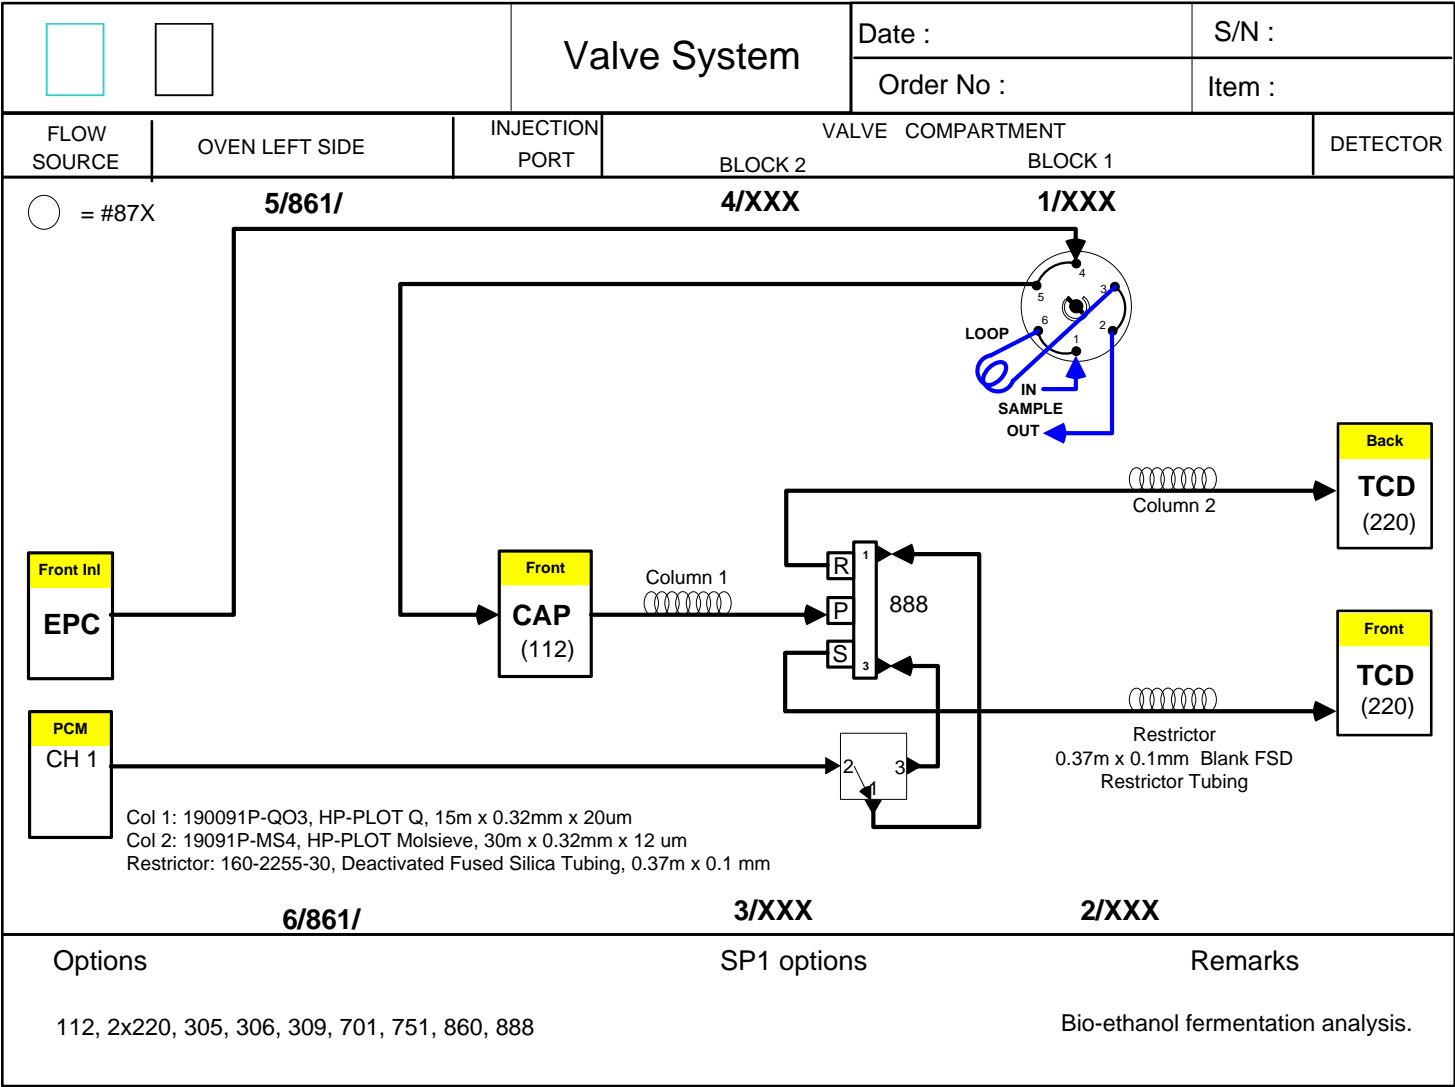 Valve System
Date :
S/N :
Order No :
Item :
FLOW
SOURCE
OVEN LEFT SIDE
INJECTION
PORT
VALVE COMPARTMENT
BLOCK 2
BLOCK 1
DETECTOR
= #87X
5/861/
4/XXX
1/XXX
4
5
3
6
2
1
LOOP
IN
SAMPLE
OUT
Back
TCD
(220)
Column 2
Front Inl
EPC
Front
CAP
(112)
Column 1
R
P
S
1
3
888
Front
TCD
(220)
PCM
CH 1
2
3
1
Restrictor
0.37m x 0.1mm Blank FSD
Restrictor Tubing
Col 1: 190091P-QO3, HP-PLOT Q, 15m x 0.32mm x 20um
Col 2: 19091P-MS4, HP-PLOT Molsieve, 30m x 0.32mm x 12 um
Restrictor: 160-2255-30, Deactivated Fused Silica Tubing, 0.37m x 0.1 mm
6/861/
3/XXX
2/XXX
Options
SP1 options
Remarks
112, 2x220, 305, 306, 309, 701, 751, 860, 888
Bio-ethanol fermentation analysis.